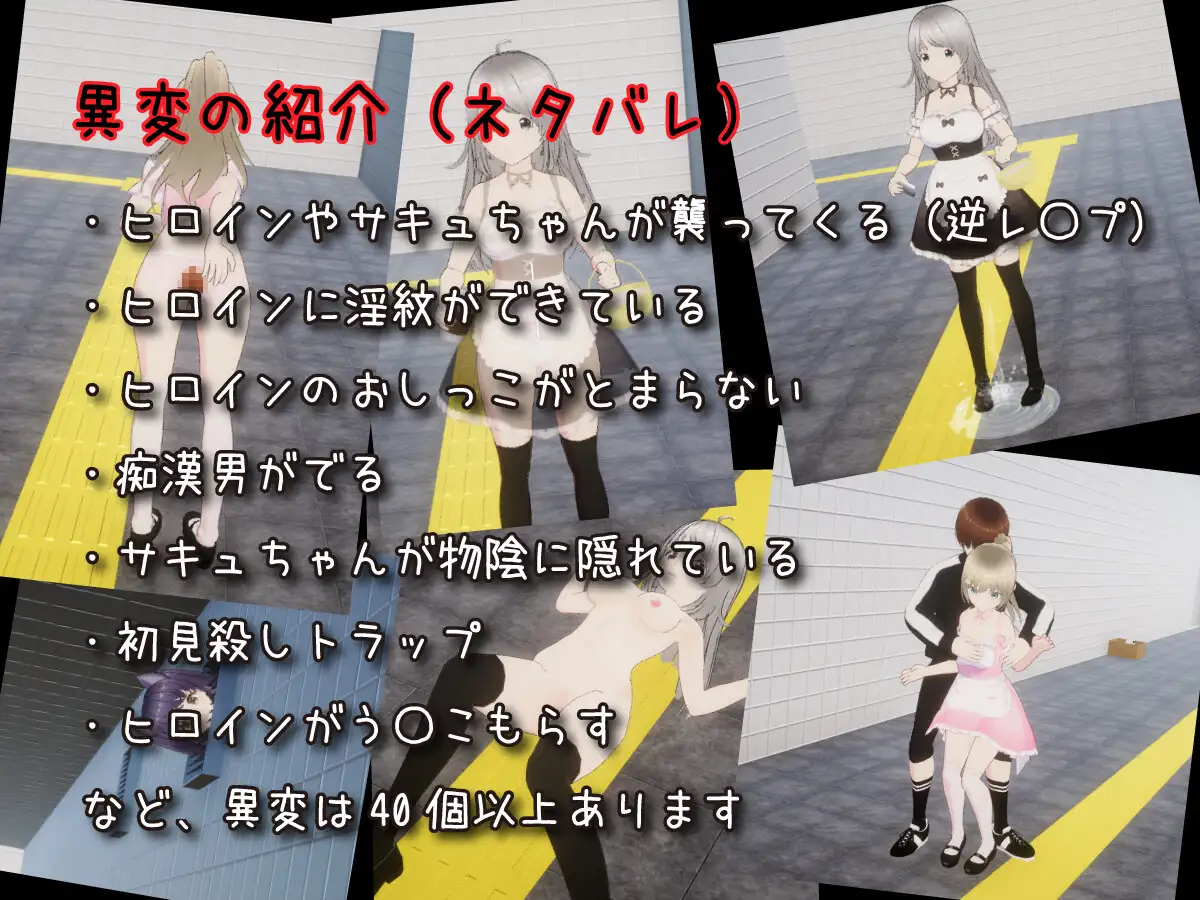 異変の紹介（ネタバレ）
・ヒロインやサキュちゃんが襲ってくる（逆レ〇プ）
・ヒロインに淫紋ができている
・ヒロインのおしっこがとまらない
・痴漢男がでる
・サキュちゃんが物陰に隠れている
・初見殺しトラップ
・ヒロインがう〇こもらす
など、異変は40個以上あります